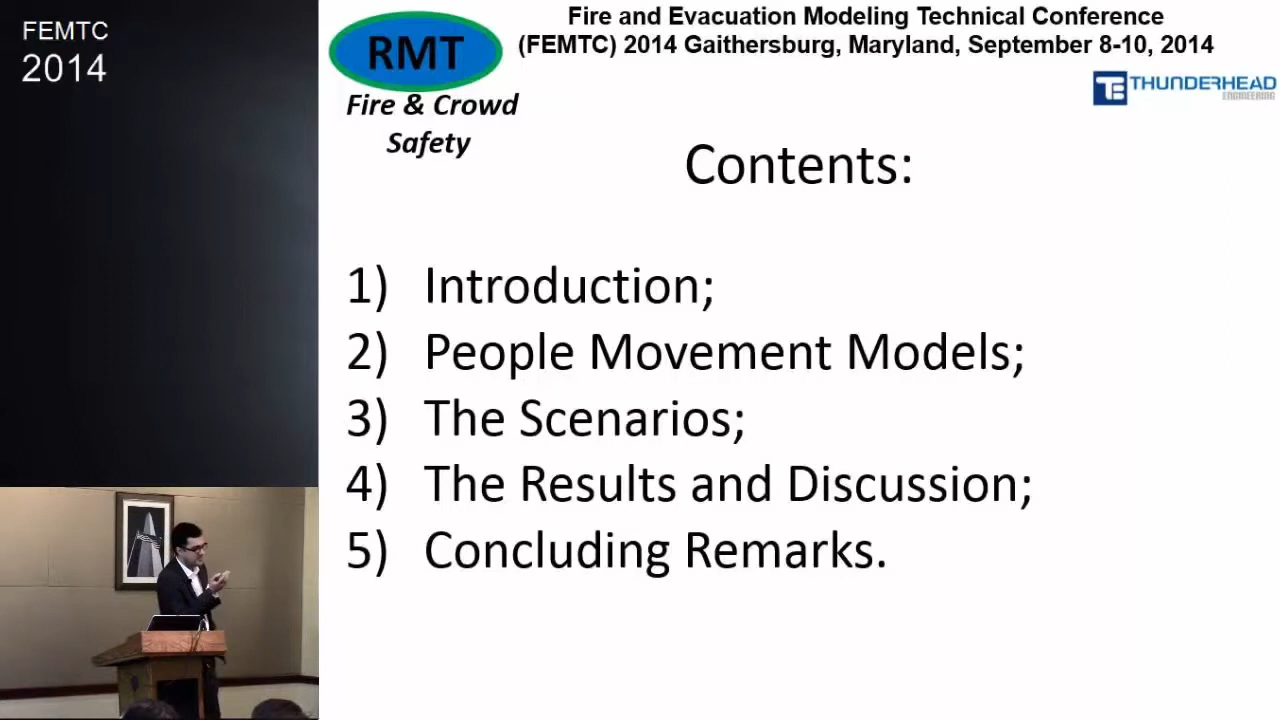 FEMTC
2014
RMT
Fire & Crowd
Safety
Fire and Evacuation Modeling Technical Conference
(FEMTC) 2014 Gaithersburg, Maryland, September 8-10, 2014
THUNDERHEAD
ENGINEERING
Contents:
1) Introduction;
2) People Movement Models;
3) The Scenarios;
4) The Results and Discussion;
5) Concluding Remarks.